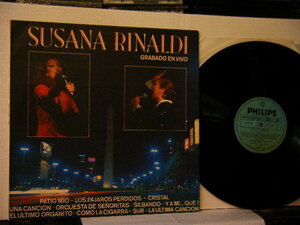 SUSANA RINALDI
GRABADO EN VIVO
PATIO MIO - LOS PAJAROS PERDIDOS - CRISTAL
UNA CANCION - ORQUESTA DE SEÑORITAS - SILBANDO - Y A MI... QUE!
EL ULTIMO ORGANITO - COMO LA CIGARRA - SUR - LA ULTIMA CANCION
PHILIPS